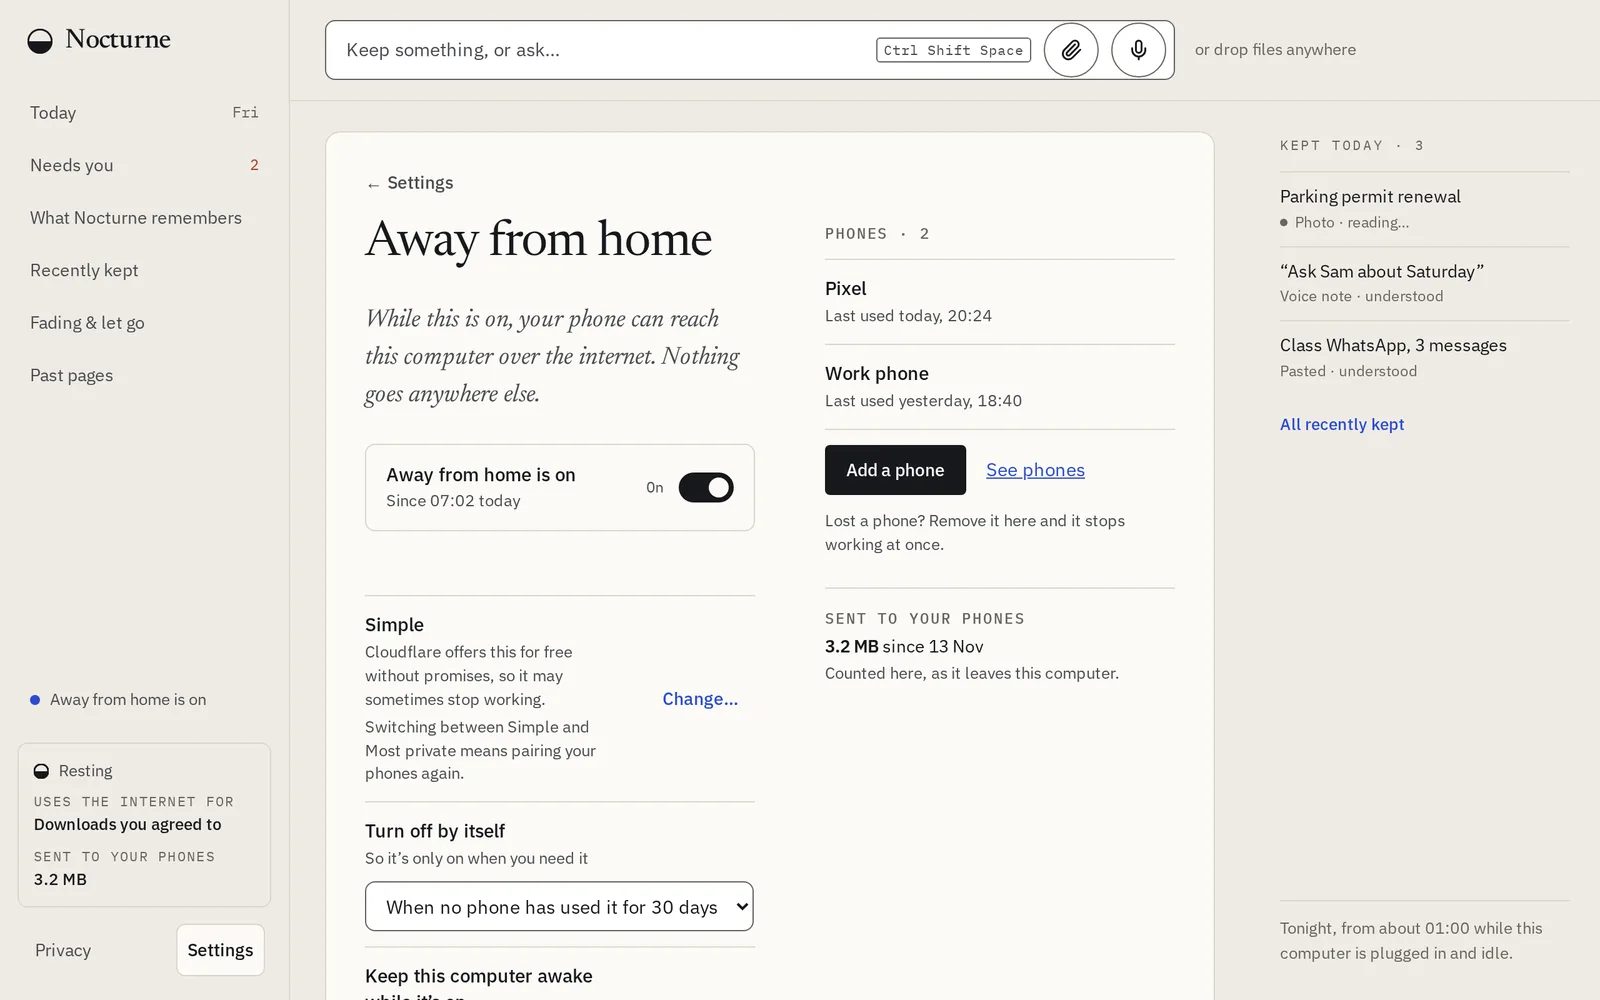 Nocturne
Today
Fri
Needs you
2
What Nocturne remembers
Recently kept
Fading & let go
Past pages
Away from home is on
Resting
USES THE INTERNET FOR
Downloads you agreed to
SENT TO YOUR PHONES
3.2 MB
Privacy
Settings
Keep something, or ask…
Ctrl Shift Space
or drop files anywhere
← Settings
Away from home
While this is on, your phone can reach
this computer over the internet. Nothing
goes anywhere else.
Away from home is on
Since 07:02 today
On
Simple
Cloudflare offers this for free
without promises, so it may
sometimes stop working.
Switching between Simple and
Most private means pairing your
phones again.
Change…
Turn off by itself
So it’s only on when you need it
When no phone has used it for 30 days
Keep this computer awake
while it’s on
PHONES · 2
Pixel
Last used today, 20:24
Work phone
Last used yesterday, 18:40
Add a phone
See phones
Lost a phone? Remove it here and it stops
working at once.
SENT TO YOUR PHONES
3.2 MB since 13 Nov
Counted here, as it leaves this computer.
KEPT TODAY · 3
Parking permit renewal
Photo · reading…
“Ask Sam about Saturday”
Voice note · understood
Class WhatsApp, 3 messages
Pasted · understood
All recently kept
Tonight, from about 01:00 while this
computer is plugged in and idle.